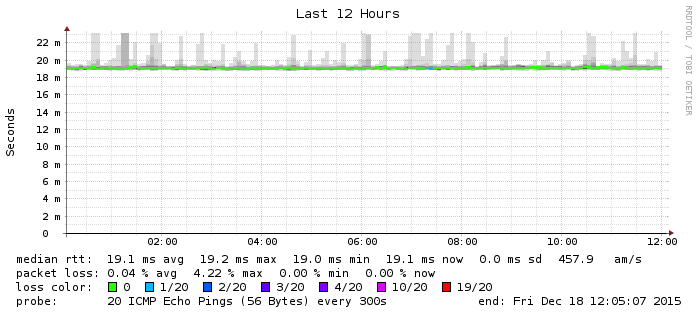 Last 12 Hours
RRDTOOL / TOBI OETIKER
Seconds
22 m
20 m
18 m
16 m
14 m
12 m
10 m
8 m
6 m
4 m
2 m
0
02:00 04:00 06:00 08:00 10:00 12:00
median rtt: 19.1 ms avg 19.2 ms max 19.0 ms min 19.1 ms now 0.0 ms sd 457.9 am/s
packet loss: 0.04 % avg 4.22 % max 0.00 % min 0.00 % now
loss color: 0 1/20 2/20 3/20 4/20 10/20 19/20
probe: 20 ICMP Echo Pings (56 Bytes) every 300s end: Fri Dec 18 12:05:07 2015